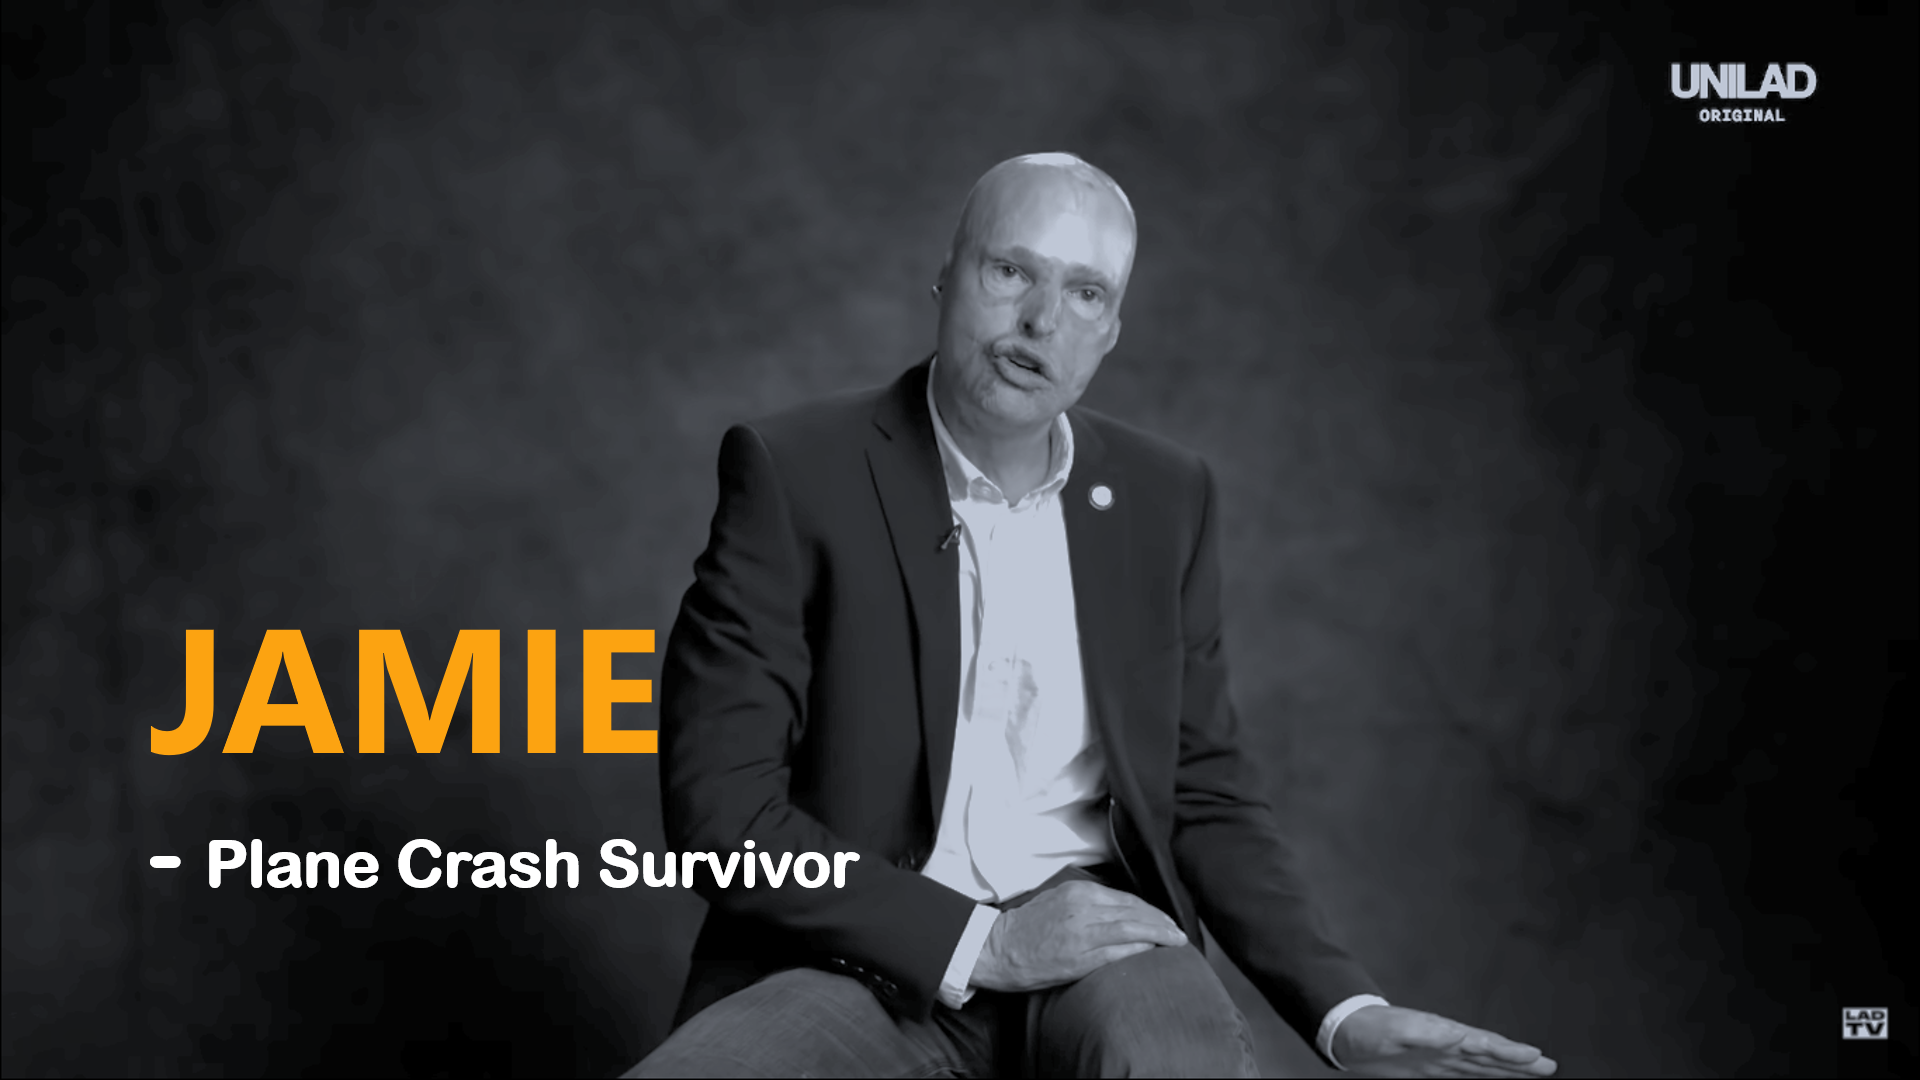 UNILAD
ORIGINAL
JAMIE
- Plane Crash Survivor
LAD
TV